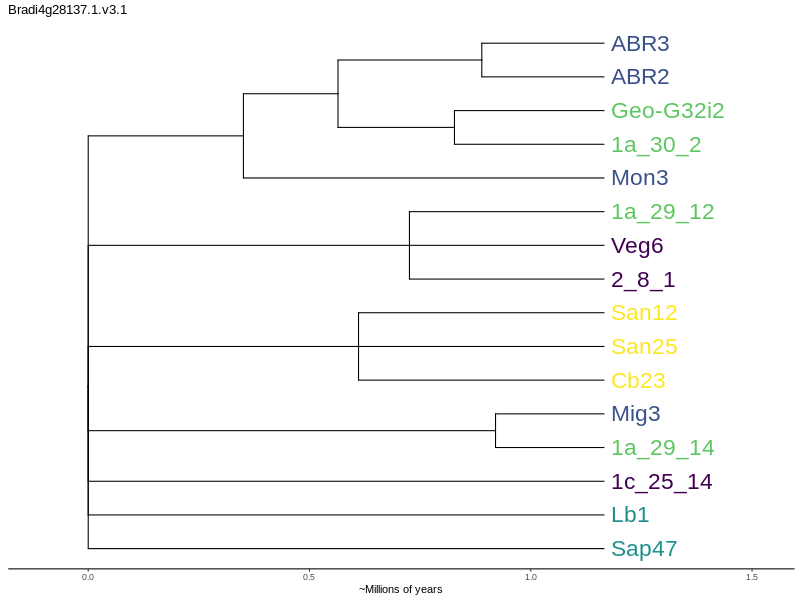 Bradi4g28137.1.v3.1
ABR3
ABR2
Geo-G32i2
1a_30_2
Mon3
1a_29_12
Veg6
2_8_1
San12
San25
Cb23
Mig3
1a_29_14
1c_25_14
Lb1
Sap47
0.0 0.5 1.0 1.5
~Millions of years